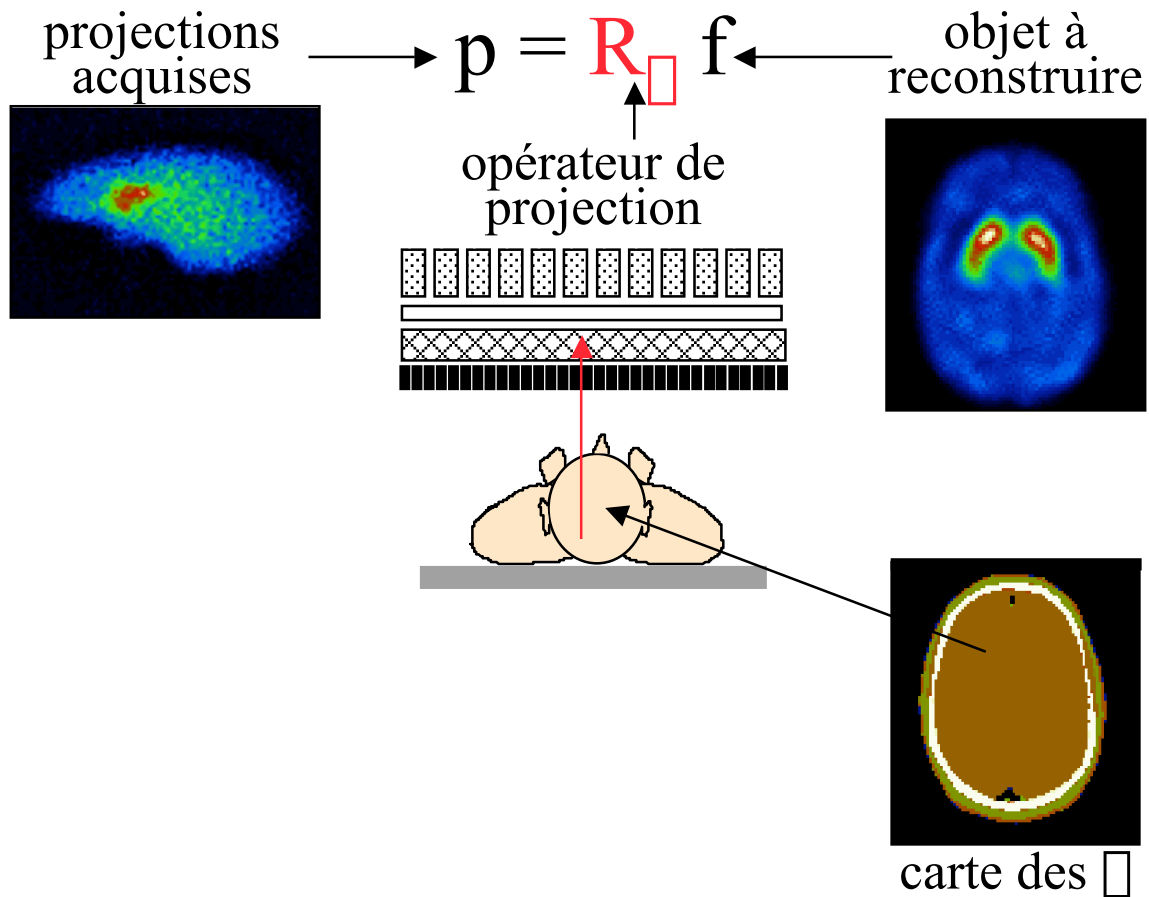 projections
acquises
p = R▯ f
objet à
reconstruire
opérateur de
projection
carte des ▯